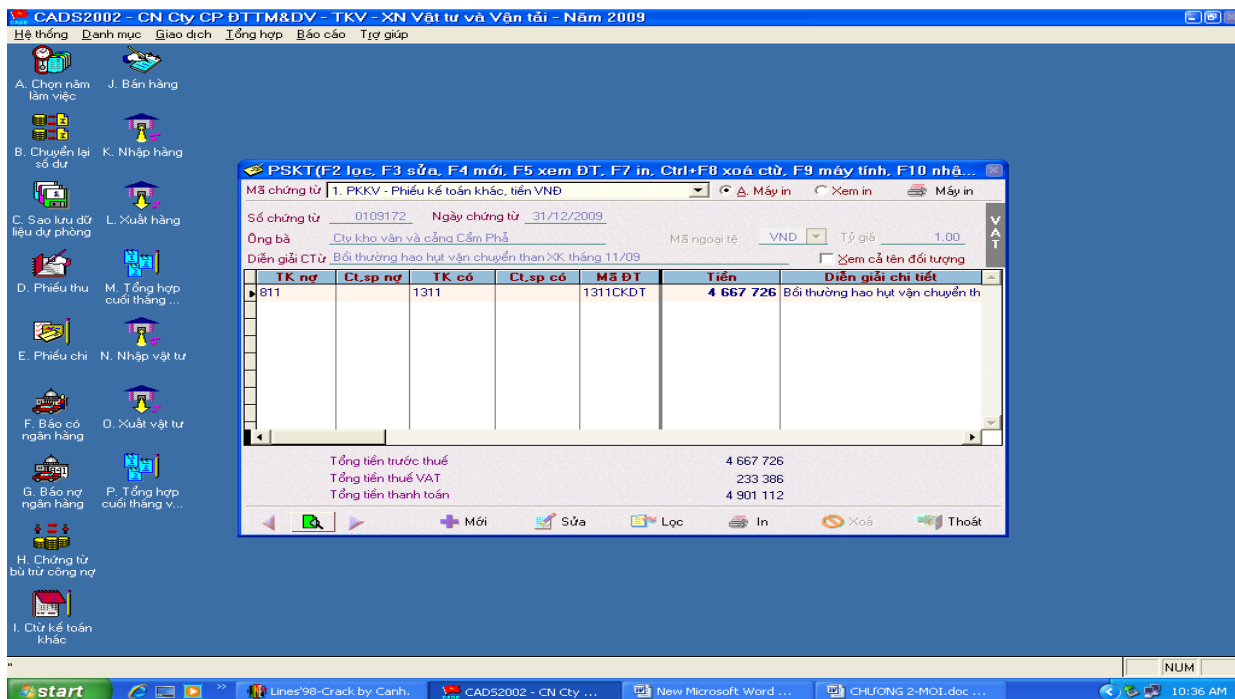 CADS2002 - CN Cty CP ĐTTM&DV - TKV - XN Vật tư và Vận tải - Năm 2009
Hệ thống Danh mục Giao dịch Tổng hợp Báo cáo Trợ giúp
A. Chọn năm làm việc
J. Bán hàng
B. Chuyển lại số dư
K. Nhập hàng
C. Sao lưu dữ liệu dự phòng
L. Xuất hàng
D. Phiếu thu
M. Tổng hợp cuối tháng ...
E. Phiếu chi
N. Nhập vật tư
F. Báo có ngân hàng
O. Xuất vật tư
G. Báo nợ ngân hàng
P. Tổng hợp cuối tháng v...
H. Chứng từ bù trừ công nợ
I. Ctừ kế toán khác
PSKT(F2 lọc, F3 sửa, F4 mới, F5 xem ĐT, F7 in, Ctrl+F8 xoá ctừ, F9 máy tính, F10 nhậ...
Mã chứng từ 1. PKKV - Phiếu kế toán khác, tiền VNĐ A. Máy in Xem in Máy in
Số chứng từ 0109172 Ngày chứng từ 31/12/2009
VAT
Ông bà Cty kho vân và cảng Cẩm Phả Mã ngoại tệ VND Tỷ giá 1.00
Diễn giải CTừ Bồi thường hao hụt vận chuyển than XK tháng 11/09 Xem cả tên đối tượng
TK nợ Ct,sp nợ TK có Ct,sp có Mã ĐT Tiền Diễn giải chi tiết
811 1311 1311CKDT 4 667 726 Bồi thường hao hụt vận chuyển th
Tổng tiền trước thuế 4 667 726
Tổng tiền thuế VAT 233 386
Tổng tiền thanh toán 4 901 112
Mới Sửa Lọc In Xoá Thoát
NUM
start Lines'98-Crack by Canh. CADS2002 - CN Cty ... New Microsoft Word ... CHƯƠNG 2-MOI.doc ... 10:36 AM